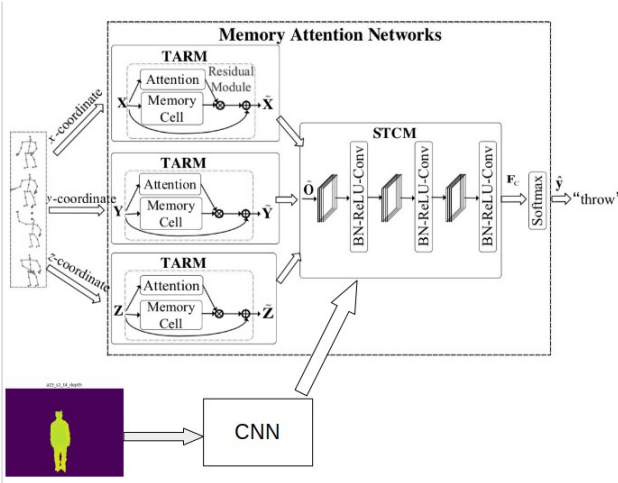 Memory Attention Networks
TARM
Residual
Module
Attention
X
Memory
Cell
X̃
x-coordinate
TARM
Attention
Y
Memory
Cell
Ỹ
y-coordinate
TARM
Attention
Z
Memory
Cell
Z̃
z-coordinate
STCM
Õ
BN-ReLU-Conv
BN-ReLU-Conv
BN-ReLU-Conv
F_C
Softmax
ŷ
"throw"
CNN